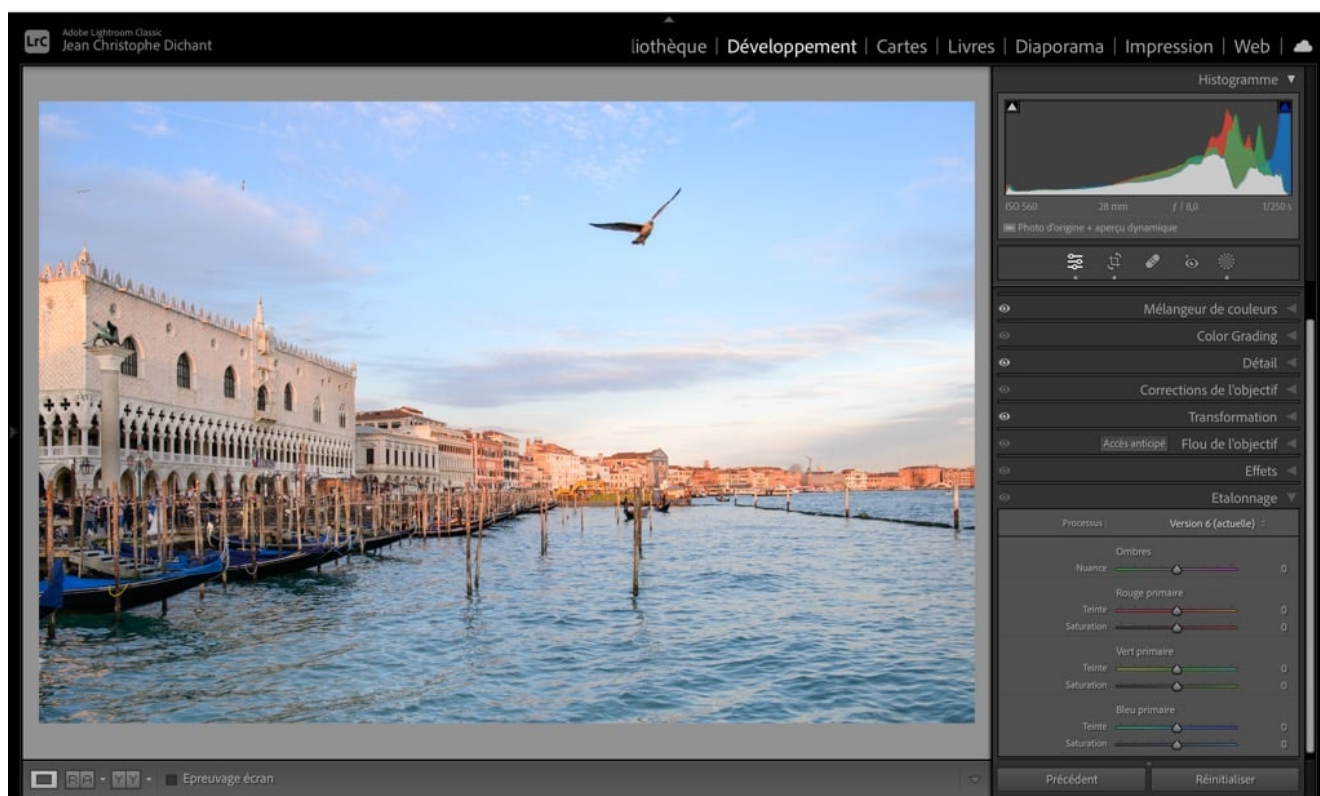 LrC
Adobe Lightroom Classic
Jean Christophe Dichant
liothèque | Développement | Cartes | Livres | Diaporama | Impression | Web |
Histogramme
ISO 560 28 mm ƒ / 8,0 1/250 s
Photo d'origine + aperçu dynamique
Mélangeur de couleurs
Color Grading
Détail
Corrections de l'objectif
Transformation
Accès anticipé Flou de l'objectif
Effets
Etalonnage
Processus : Version 6 (actuelle)
Ombres
Nuance 0
Rouge primaire
Teinte 0
Saturation 0
Vert primaire
Teinte 0
Saturation 0
Bleu primaire
Teinte 0
Saturation 0
R A Y Y Epreuvage écran
Précédent Réinitialiser